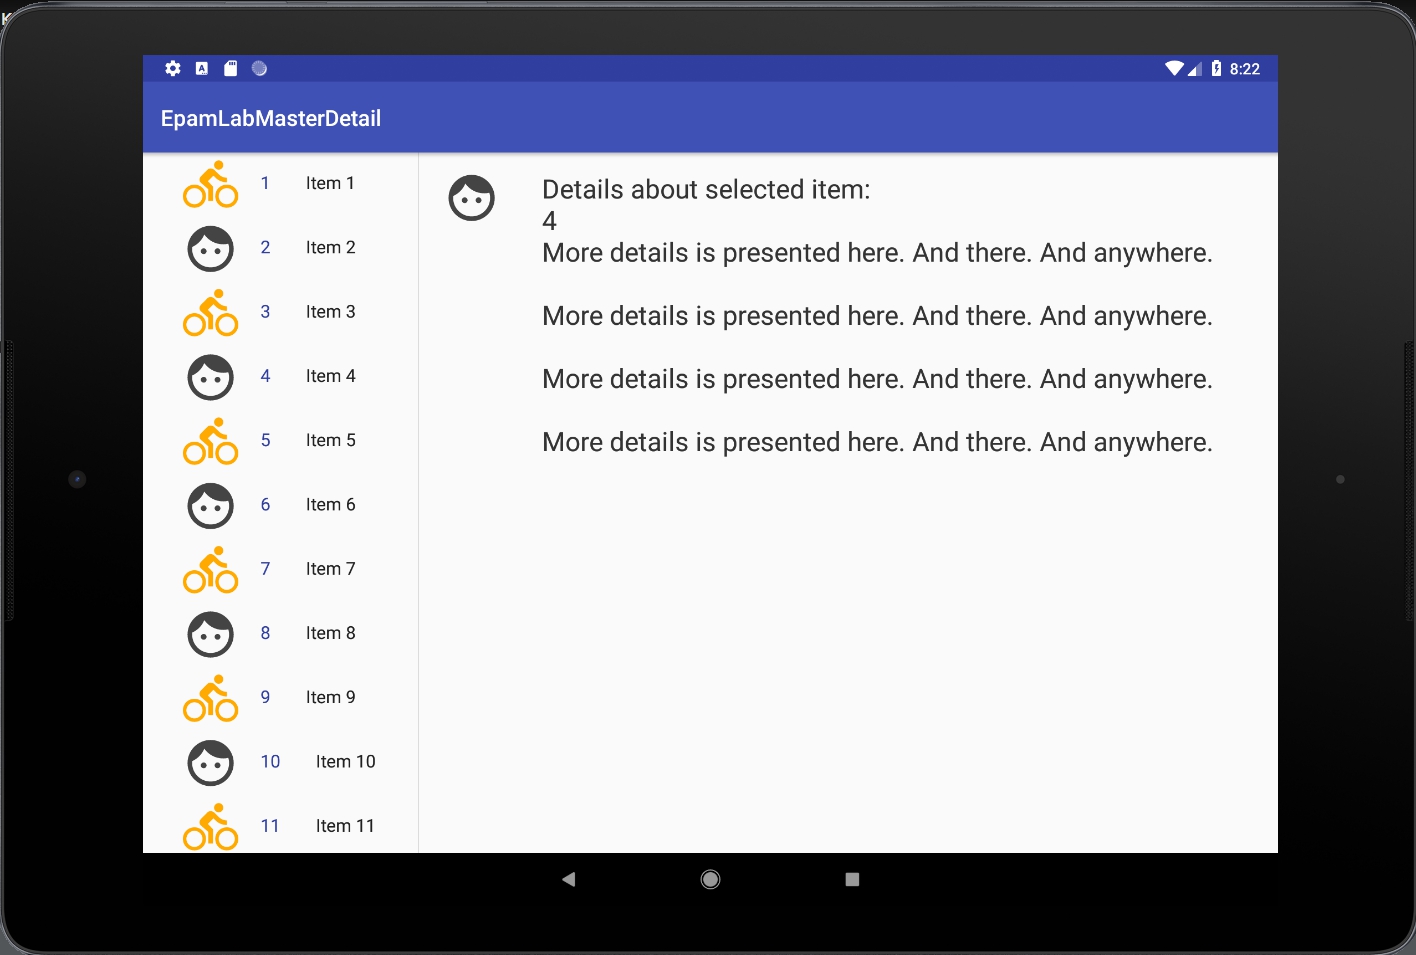 K
8:22
EpamLabMasterDetail
1 Item 1
2 Item 2
3 Item 3
4 Item 4
5 Item 5
6 Item 6
7 Item 7
8 Item 8
9 Item 9
10 Item 10
11 Item 11
Details about selected item:
4
More details is presented here. And there. And anywhere.
More details is presented here. And there. And anywhere.
More details is presented here. And there. And anywhere.
More details is presented here. And there. And anywhere.